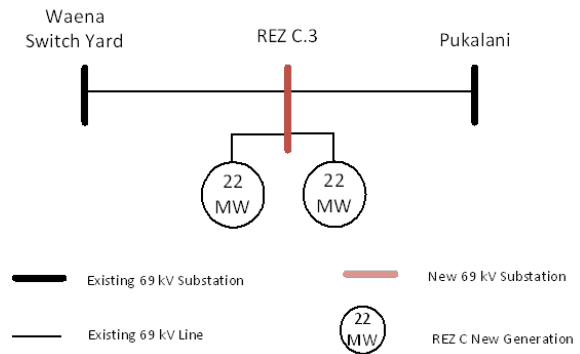 Waena
Switch Yard
REZ C.3
Pukalani
22
MW
22
MW
Existing 69 kV Substation
New 69 kV Substation
Existing 69 kV Line
22
MW
REZ C New Generation